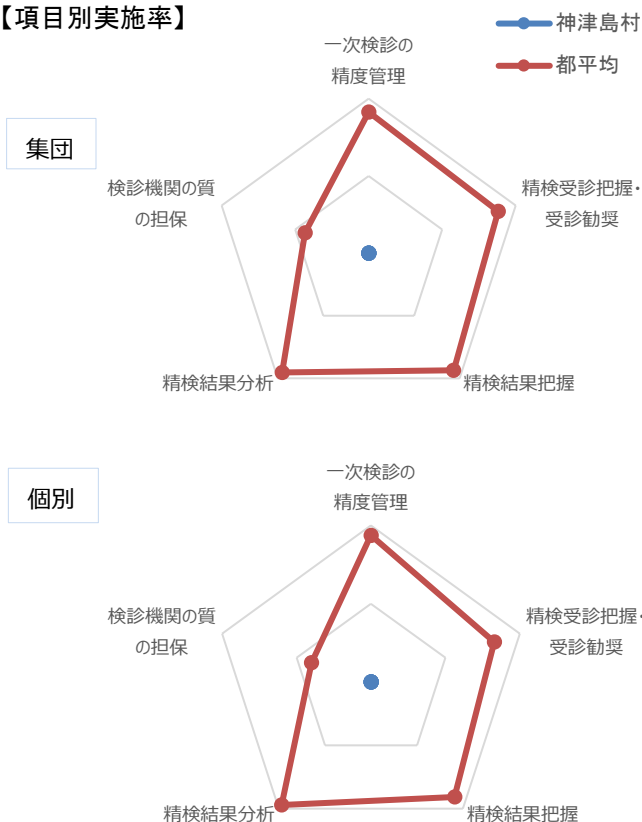 【項目別実施率】
神津島村
都平均
集団
一次検診の
精度管理
精検受診把握・
受診勧奨
精検結果把握
精検結果分析
検診機関の質
の担保
個別
一次検診の
精度管理
精検受診把握・
受診勧奨
精検結果把握
精検結果分析
検診機関の質
の担保